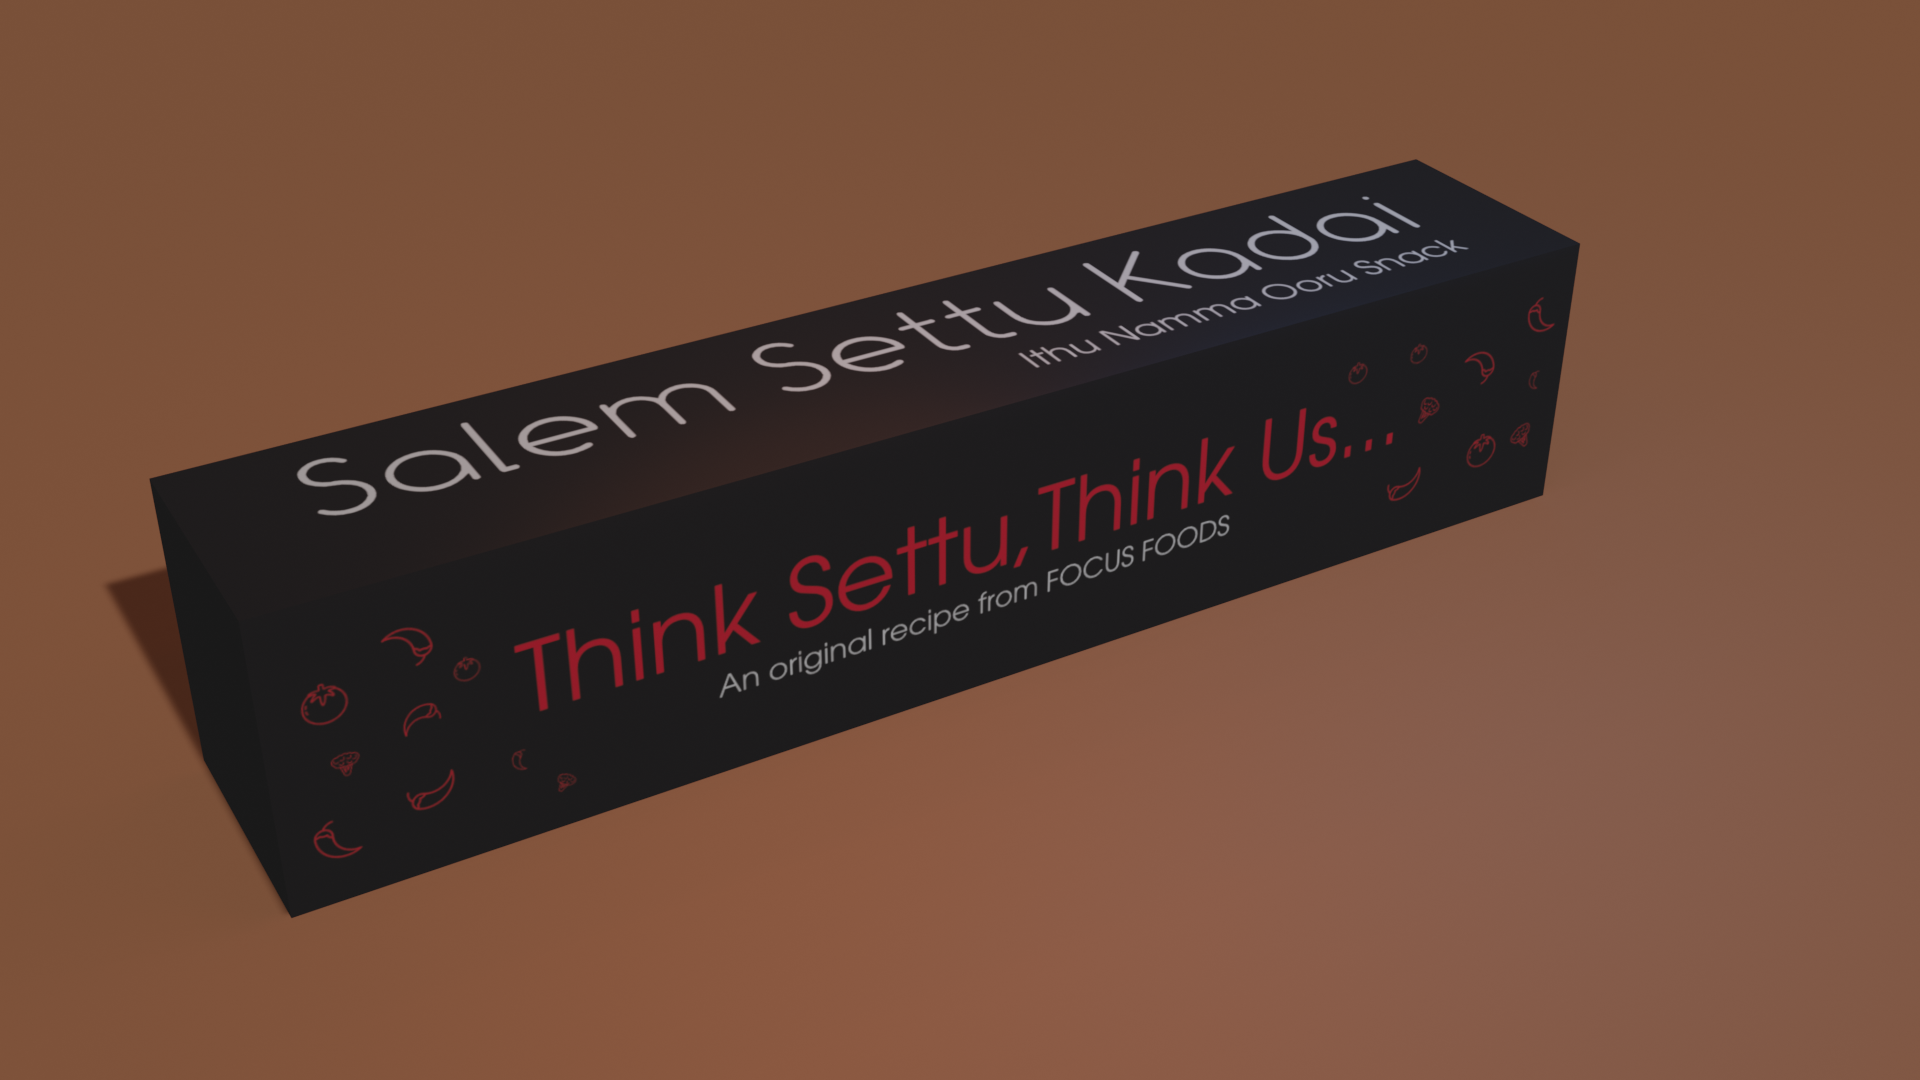 Salem Settu Kadai
Ithu Namma Ooru Snack
Think Settu, Think Us...
An original recipe from FOCUS FOODS